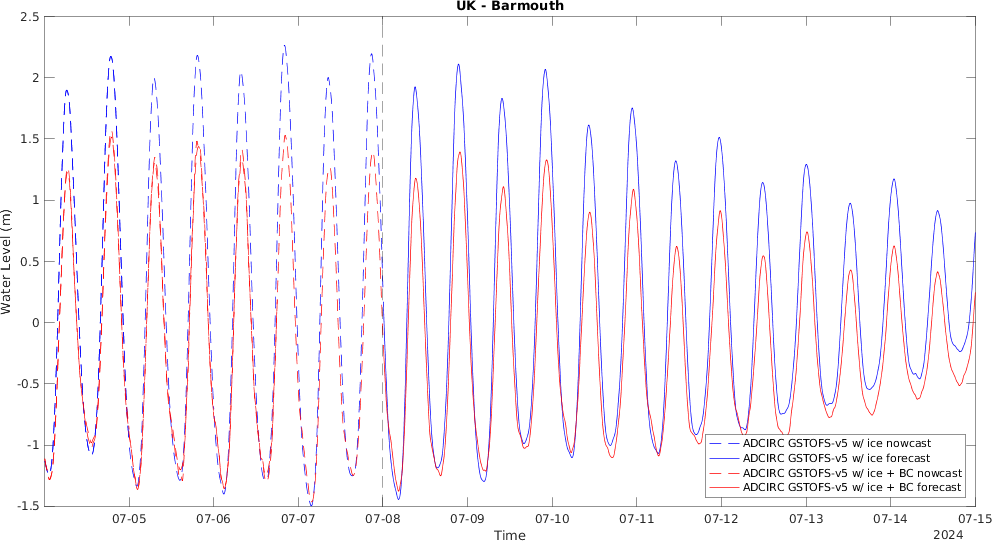 UK - Barmouth
2.5
2
1.5
1
0.5
0
-0.5
-1
-1.5
Water Level (m)
07-05 07-06 07-07 07-08 07-09 07-10 07-11 07-12 07-13 07-14 07-15
Time
2024
ADCIRC GSTOFS-v5 w/ ice nowcast
ADCIRC GSTOFS-v5 w/ ice forecast
ADCIRC GSTOFS-v5 w/ ice + BC nowcast
ADCIRC GSTOFS-v5 w/ ice + BC forecast